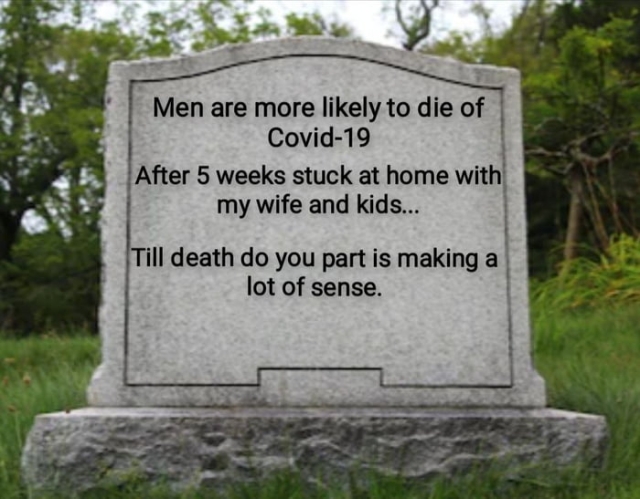 Men are more likely to die of
Covid-19
After 5 weeks stuck at home with
my wife and kids...
Till death do you part is making a
lot of sense.